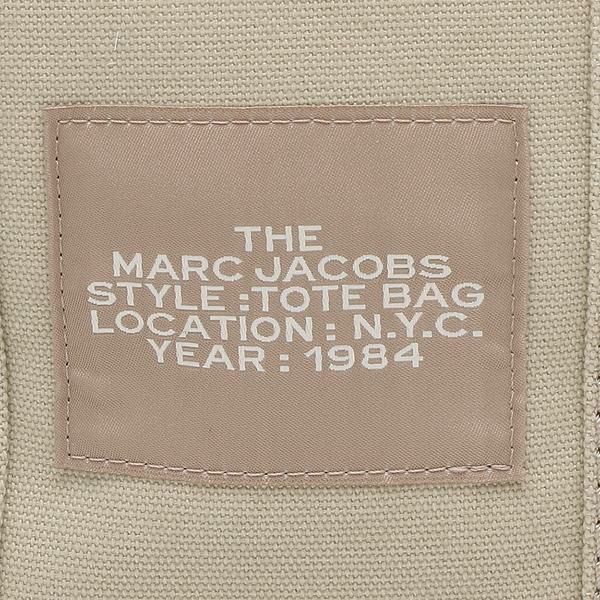 THE
MARC JACOBS
STYLE :TOTE BAG
LOCATION : N.Y.C.
YEAR : 1984